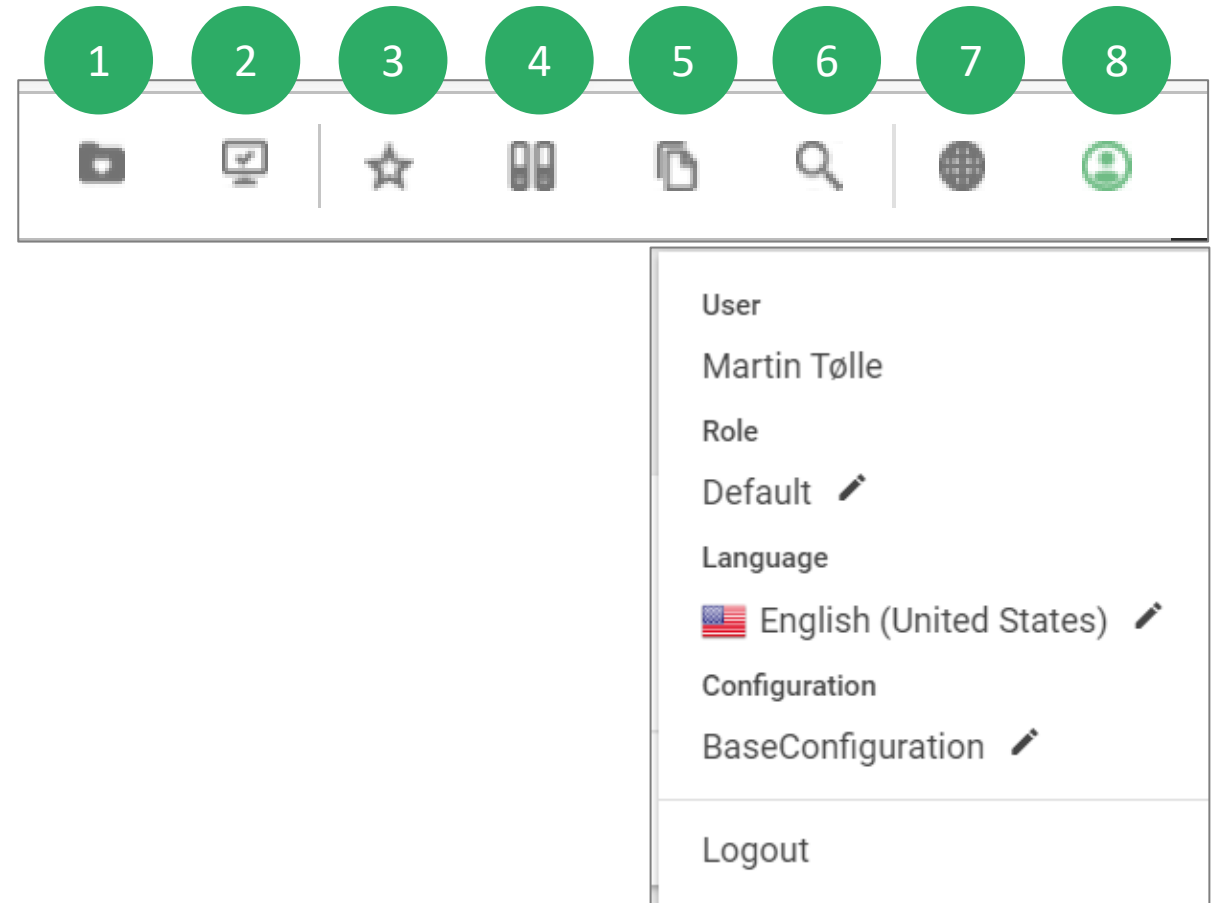 1 2 3 4 5 6 7 8
User
Martin Tølle
Role
Default
Language
English (United States)
Configuration
BaseConfiguration
Logout